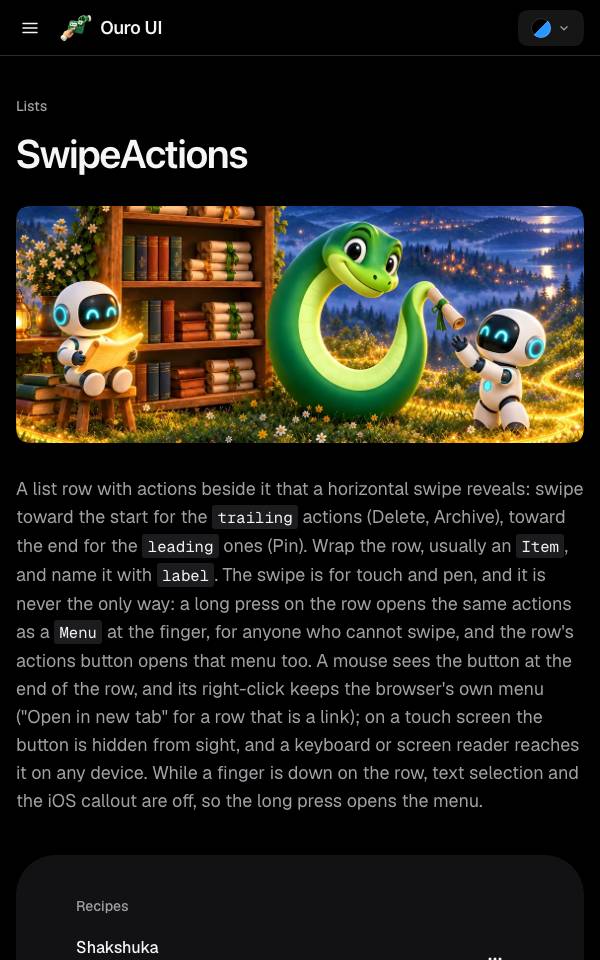 Ouro UI
Lists
SwipeActions
A list row with actions beside it that a horizontal swipe reveals: swipe
toward the start for the trailing actions (Delete, Archive), toward
the end for the leading ones (Pin). Wrap the row, usually an Item,
and name it with label. The swipe is for touch and pen, and it is
never the only way: a long press on the row opens the same actions
as a Menu at the finger, for anyone who cannot swipe, and the row's
actions button opens that menu too. A mouse sees the button at the
end of the row, and its right-click keeps the browser's own menu
("Open in new tab" for a row that is a link); on a touch screen the
button is hidden from sight, and a keyboard or screen reader reaches
it on any device. While a finger is down on the row, text selection and
the iOS callout are off, so the long press opens the menu.
Recipes
Shakshuka